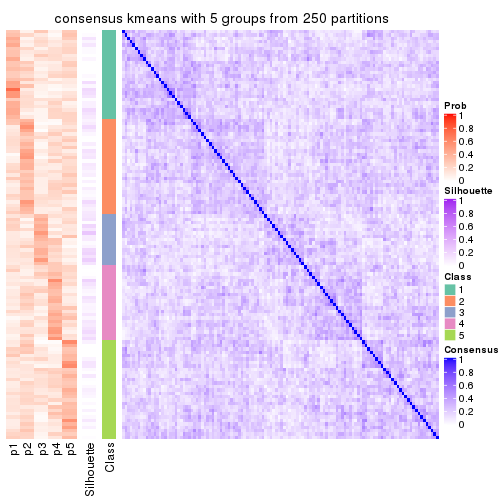 consensus kmeans with 5 groups from 250 partitions
Prob
1
0.8
0.6
0.4
0.2
0
Silhouette
1
0.8
0.6
0.4
0.2
0
Class
1
2
3
4
5
Consensus
1
0.8
0.6
0.4
0.2
0
p1
p2
p3
p4
p5
Silhouette
Class